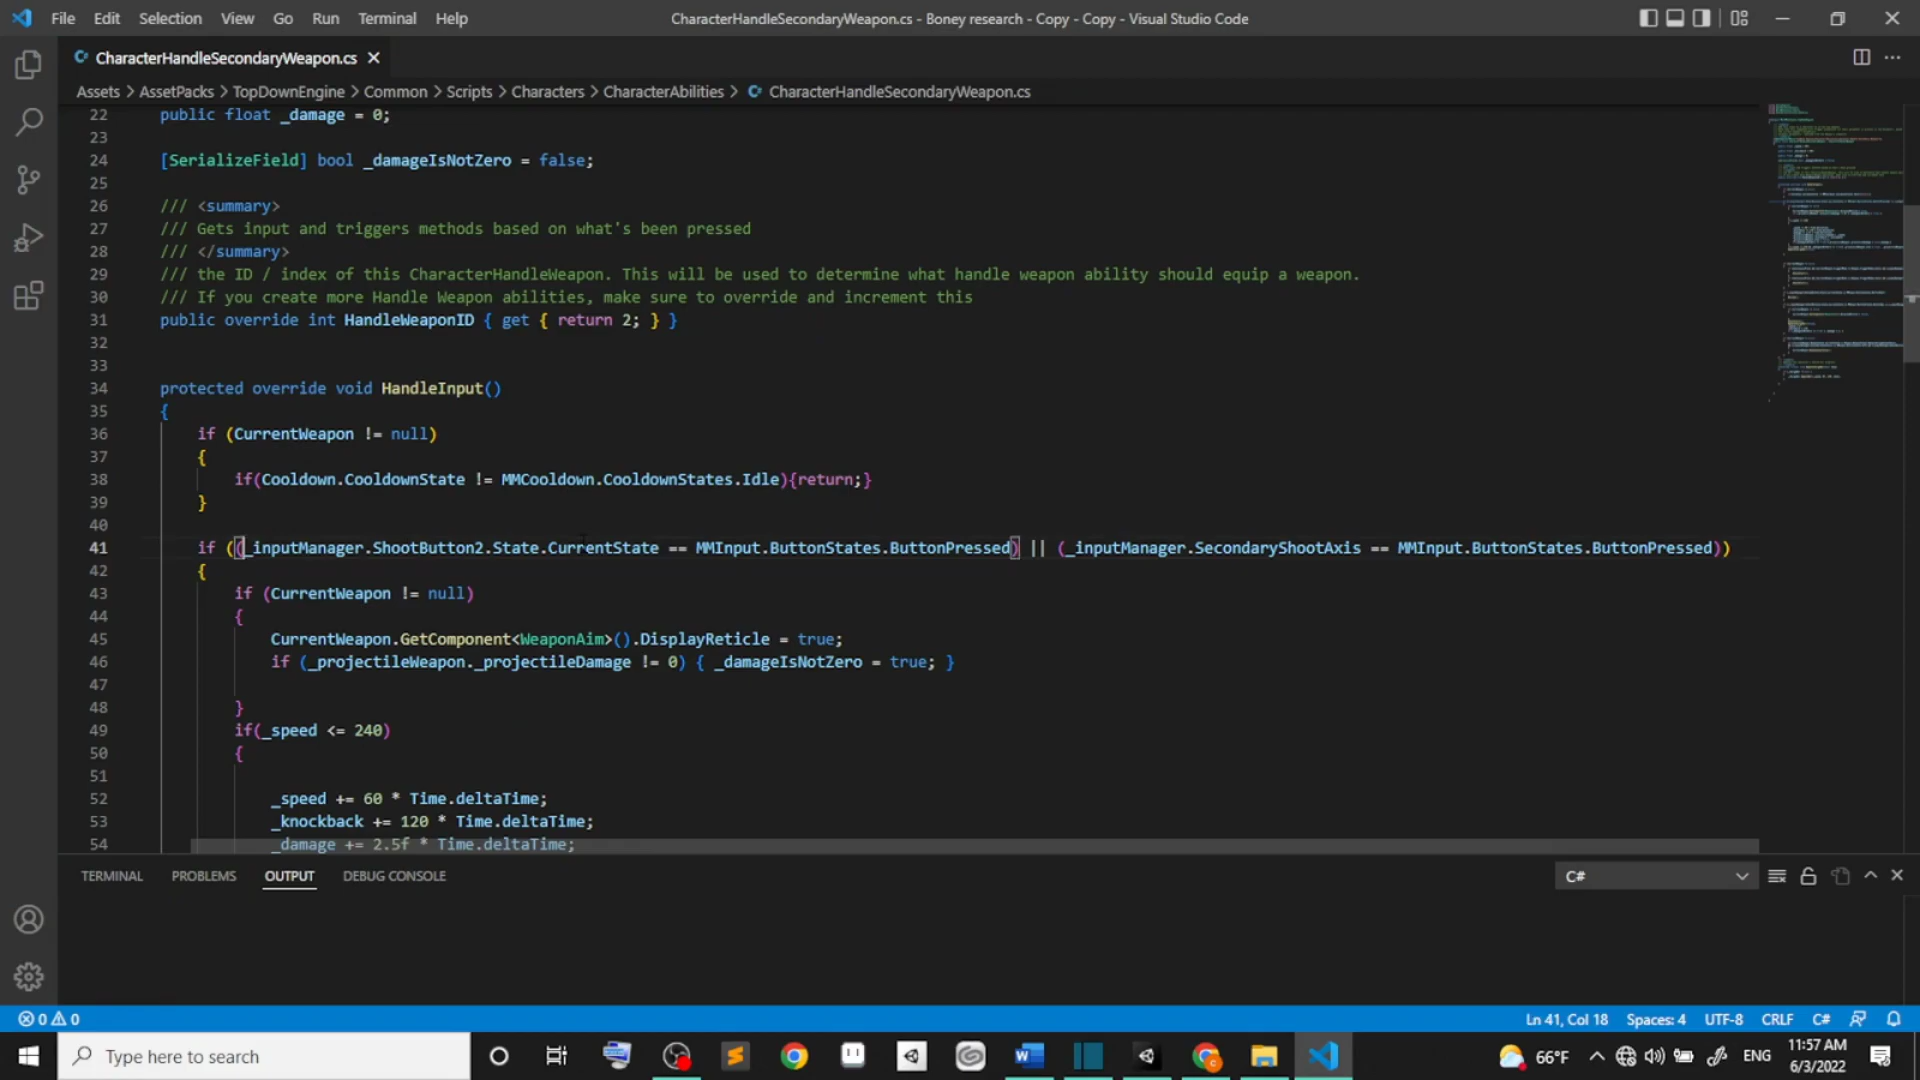 File Edit Selection View Go Run Terminal Help
CharacterHandleSecondaryWeapon.cs - Boney research - Copy - Copy - Visual Studio Code
CharacterHandleSecondaryWeapon.cs
Assets > AssetPacks > TopDownEngine > Common > Scripts > Characters > CharacterAbilities > CharacterHandleSecondaryWeapon.cs
22 public float _damage = 0;
23
24 [SerializeField] bool _damageIsNotZero = false;
25
26 /// <summary>
27 /// Gets input and triggers methods based on what's been pressed
28 /// </summary>
29 /// the ID / index of this CharacterHandleWeapon. This will be used to determine what handle weapon ability should equip a weapon.
30 /// If you create more Handle Weapon abilities, make sure to override and increment this
31 public override int HandleWeaponID { get { return 2; } }
32
33
34 protected override void HandleInput()
35 {
36 if (CurrentWeapon != null)
37 {
38 if(Cooldown.CooldownState != MMCooldown.CooldownStates.Idle){return;}
39 }
40
41 if ((_inputManager.ShootButton2.State.CurrentState == MMInput.ButtonStates.ButtonPressed) || (_inputManager.SecondaryShootAxis == MMInput.ButtonStates.ButtonPressed))
42 {
43 if (CurrentWeapon != null)
44 {
45 CurrentWeapon.GetComponent<WeaponAim>().DisplayReticle = true;
46 if (_projectileWeapon._projectileDamage != 0) { _damageIsNotZero = true; }
47
48 }
49 if(_speed <= 240)
50 {
51
52 _speed += 60 * Time.deltaTime;
53 _knockback += 120 * Time.deltaTime;
54 _damage += 2.5f * Time.deltaTime;
TERMINAL PROBLEMS OUTPUT DEBUG CONSOLE
C#
0 0
Ln 41, Col 18 Spaces: 4 UTF-8 CRLF C#
Type here to search
66°F
ENG
11:57 AM
6/3/2022